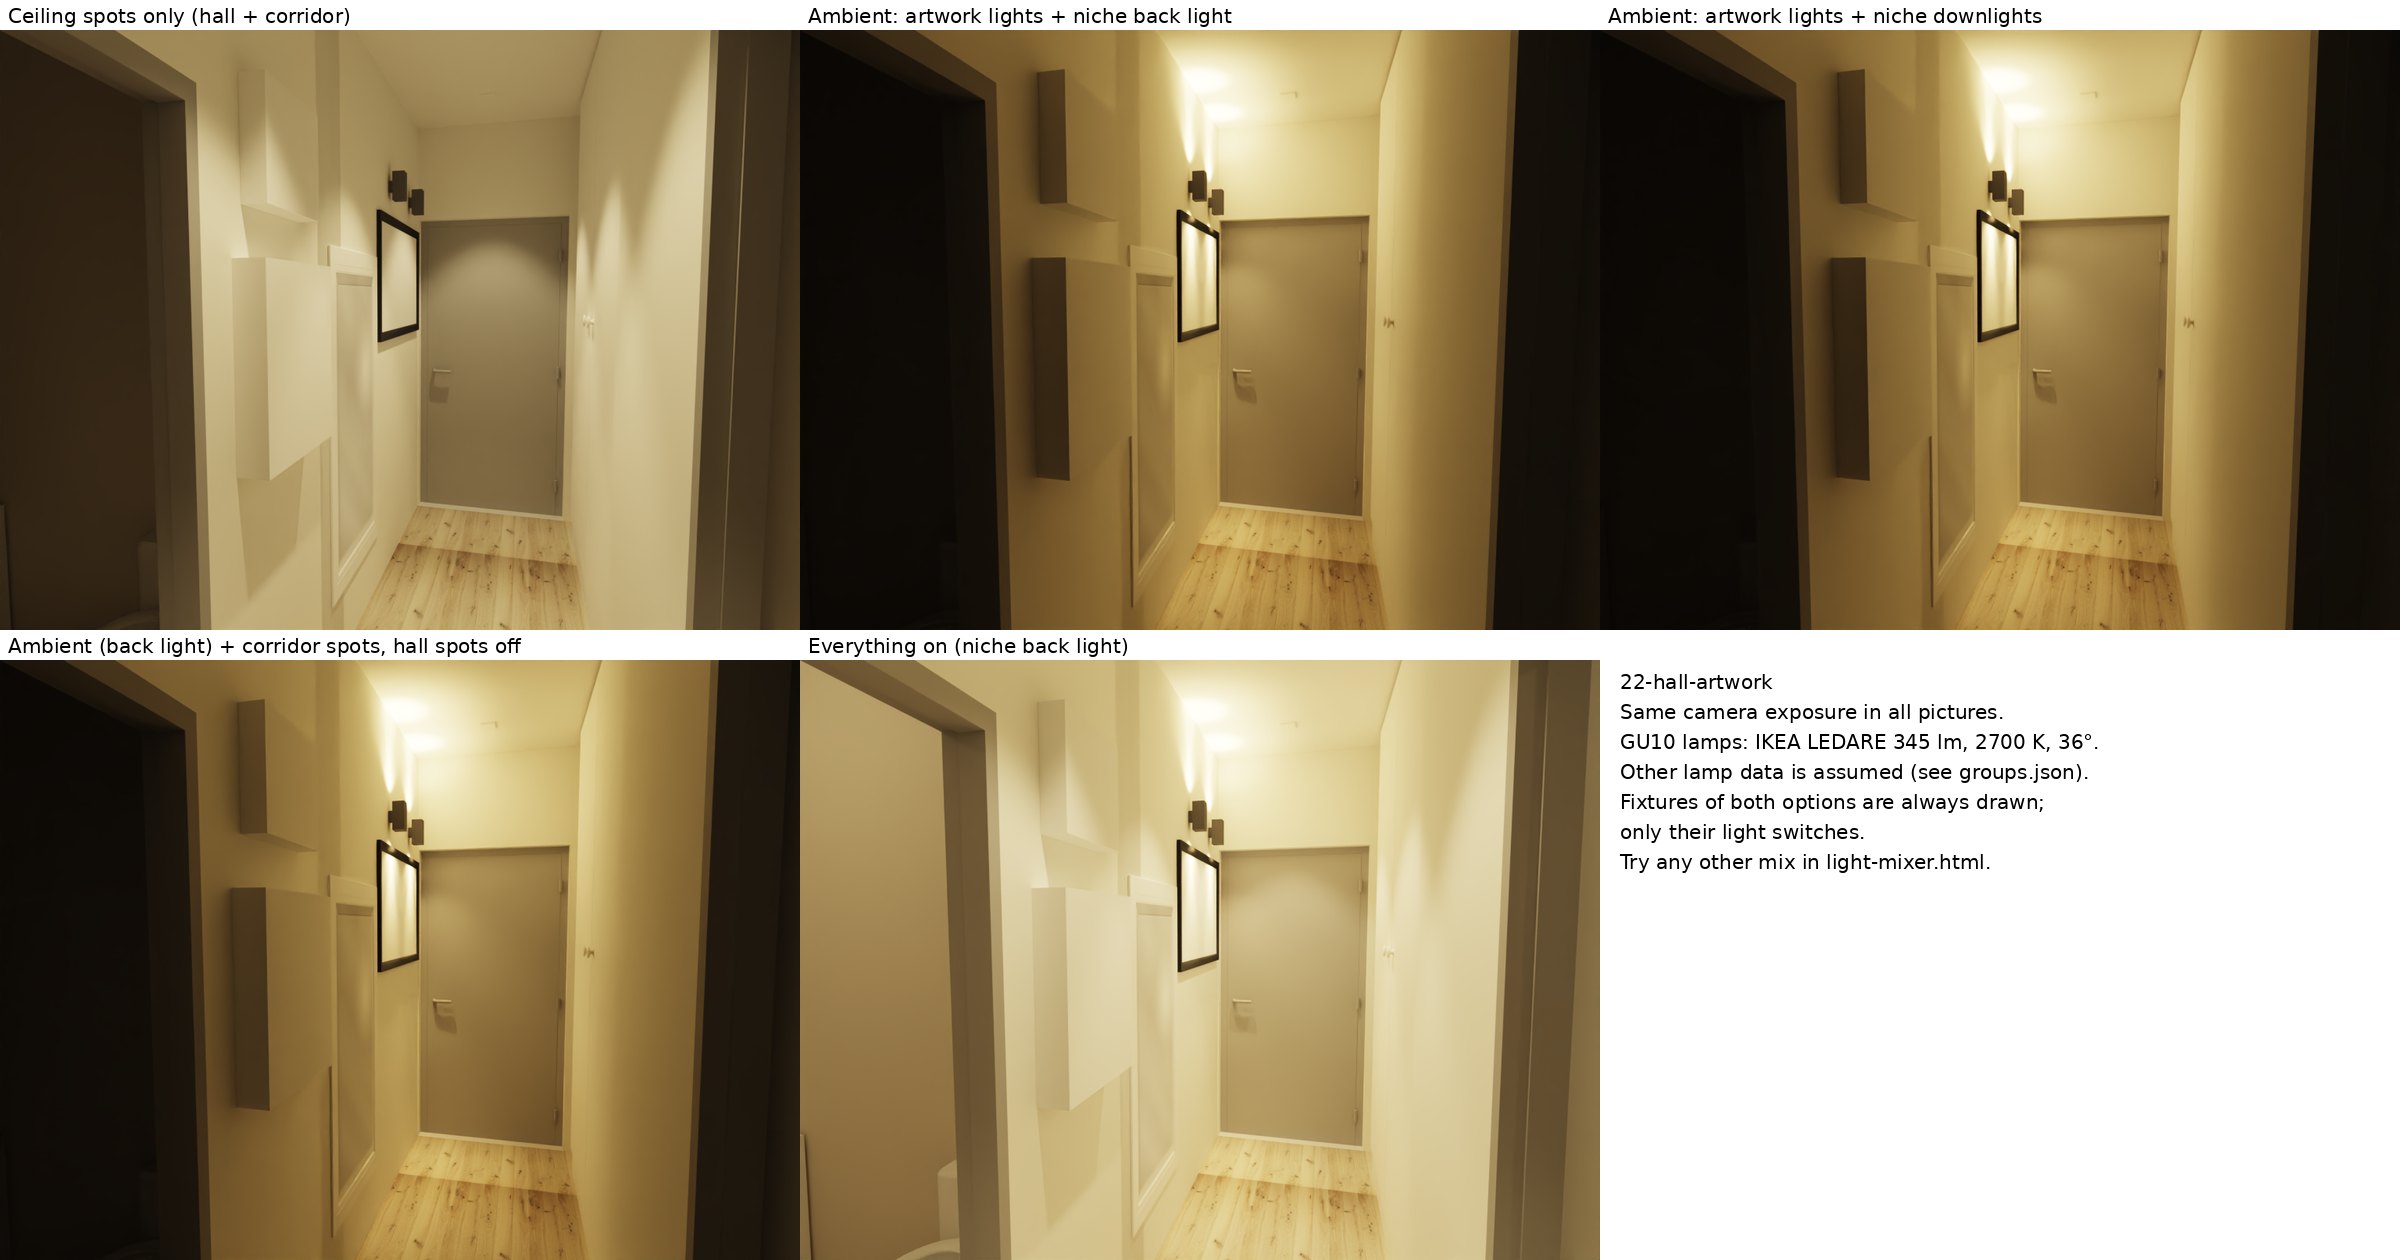 Ceiling spots only (hall + corridor)
Ambient: artwork lights + niche back light
Ambient: artwork lights + niche downlights
Ambient (back light) + corridor spots, hall spots off
Everything on (niche back light)
22-hall-artwork
Same camera exposure in all pictures.
GU10 lamps: IKEA LEDARE 345 lm, 2700 K, 36°.
Other lamp data is assumed (see groups.json).
Fixtures of both options are always drawn;
only their light switches.
Try any other mix in light-mixer.html.